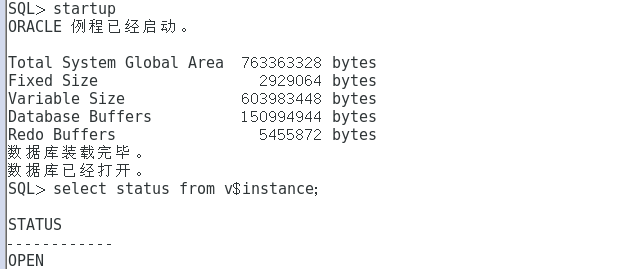 SQL> startup
ORACLE 例程已经启动。
Total System Global Area  763363328 bytes
Fixed Size                  2929064 bytes
Variable Size             603983448 bytes
Database Buffers          150994944 bytes
Redo Buffers                5455872 bytes
数据库装载完毕。
数据库已经打开。
SQL> select status from v$instance;
STATUS
------------
OPEN